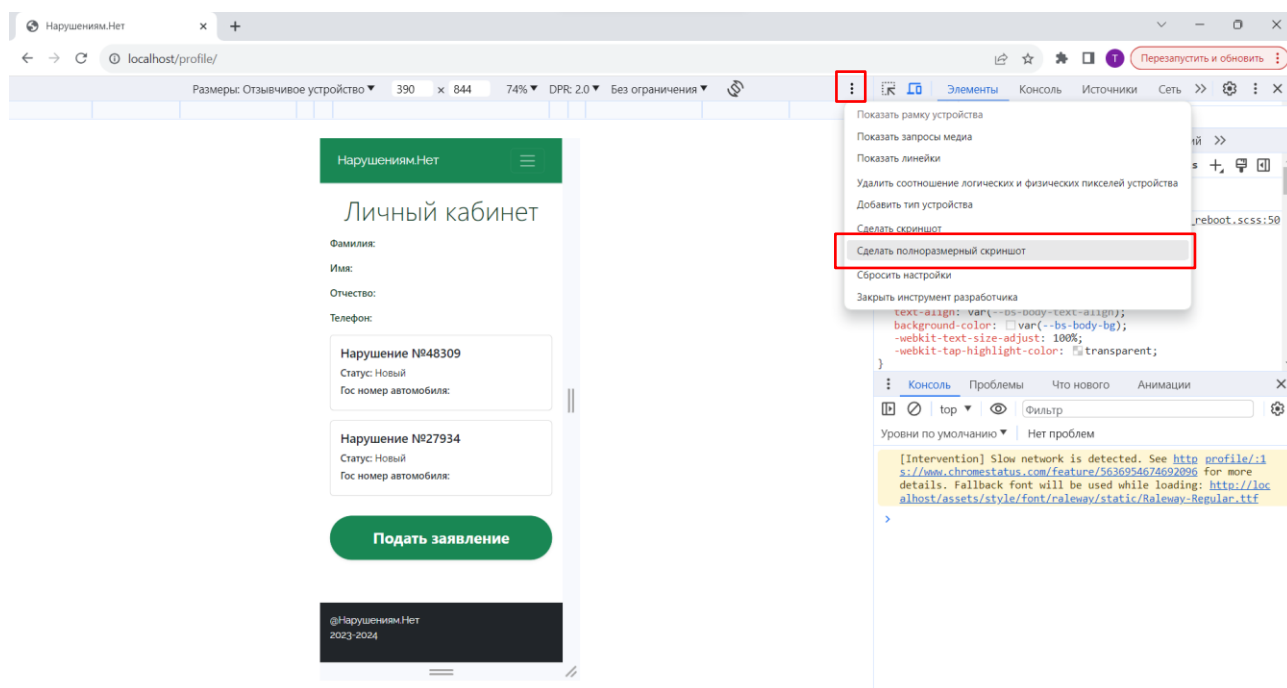 Нарушениям.Нет
localhost/profile/
Перезапустить и обновить
Размеры: Отзывчивое устройство 390 × 844 74% DPR: 2.0 Без ограничения
Элементы Консоль Источники Сеть
Показать рамку устройства
Показать запросы медиа
ий
Показать линейки
s
Удалить соотношение логических и физических пикселей устройства
Добавить тип устройства
_reboot.scss:50
Сделать скриншот
Сделать полноразмерный скриншот
Сбросить настройки
Закрыть инструмент разработчика
text-align: var(--bs-body-text-align);
background-color: var(--bs-body-bg);
-webkit-text-size-adjust: 100%;
-webkit-tap-highlight-color: transparent;
}
Консоль Проблемы Что нового Анимации
top Фильтр
Уровни по умолчанию Нет проблем
[Intervention] Slow network is detected. See http profile/:1
s://www.chromestatus.com/feature/5636954674692096 for more
details. Fallback font will be used while loading: http://loc
alhost/assets/style/font/raleway/static/Raleway-Regular.ttf
Нарушениям.Нет
Личный кабинет
Фамилия:
Имя:
Отчество:
Телефон:
Нарушение №48309
Статус: Новый
Гос номер автомобиля:
Нарушение №27934
Статус: Новый
Гос номер автомобиля:
Подать заявление
@Нарушениям.Нет
2023-2024
T